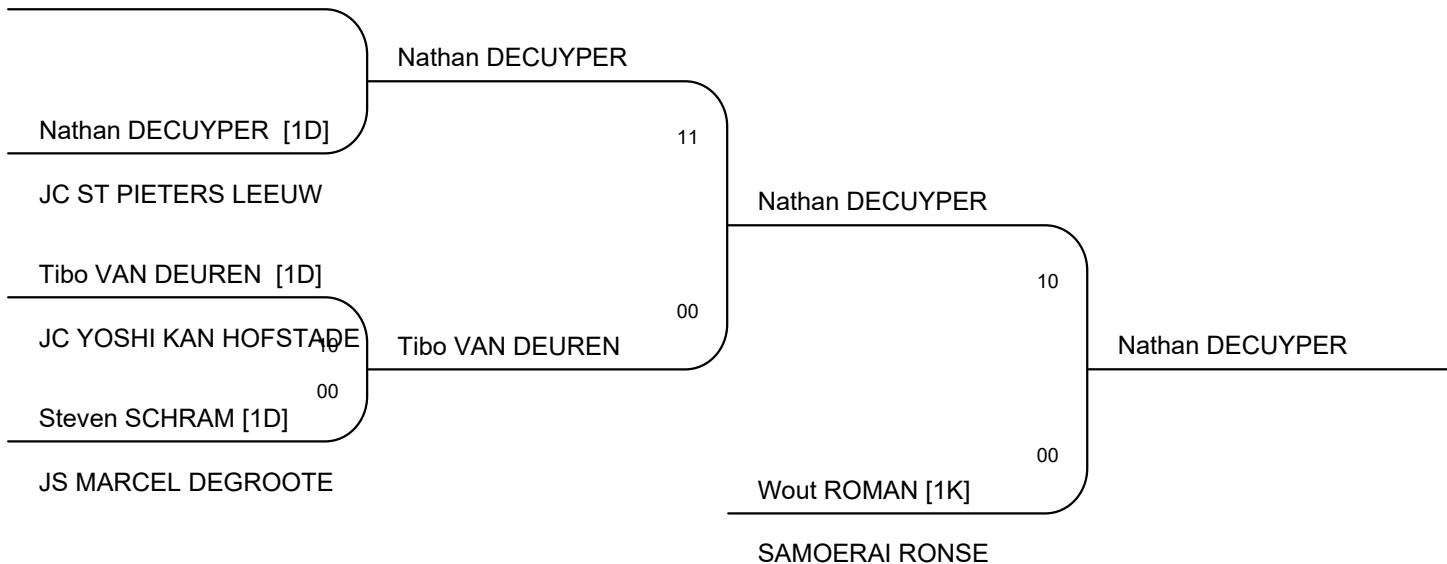 Nathan DECUYPER
Nathan DECUYPER [1D]
11
JC ST PIETERS LEEUW
Nathan DECUYPER
Tibo VAN DEUREN [1D]
10
00
JC YOSHI KAN HOFSTADE
10
Tibo VAN DEUREN
Nathan DECUYPER
00
Steven SCHRAM [1D]
00
JS MARCEL DEGROOTE
Wout ROMAN [1K]
SAMOERAI RONSE